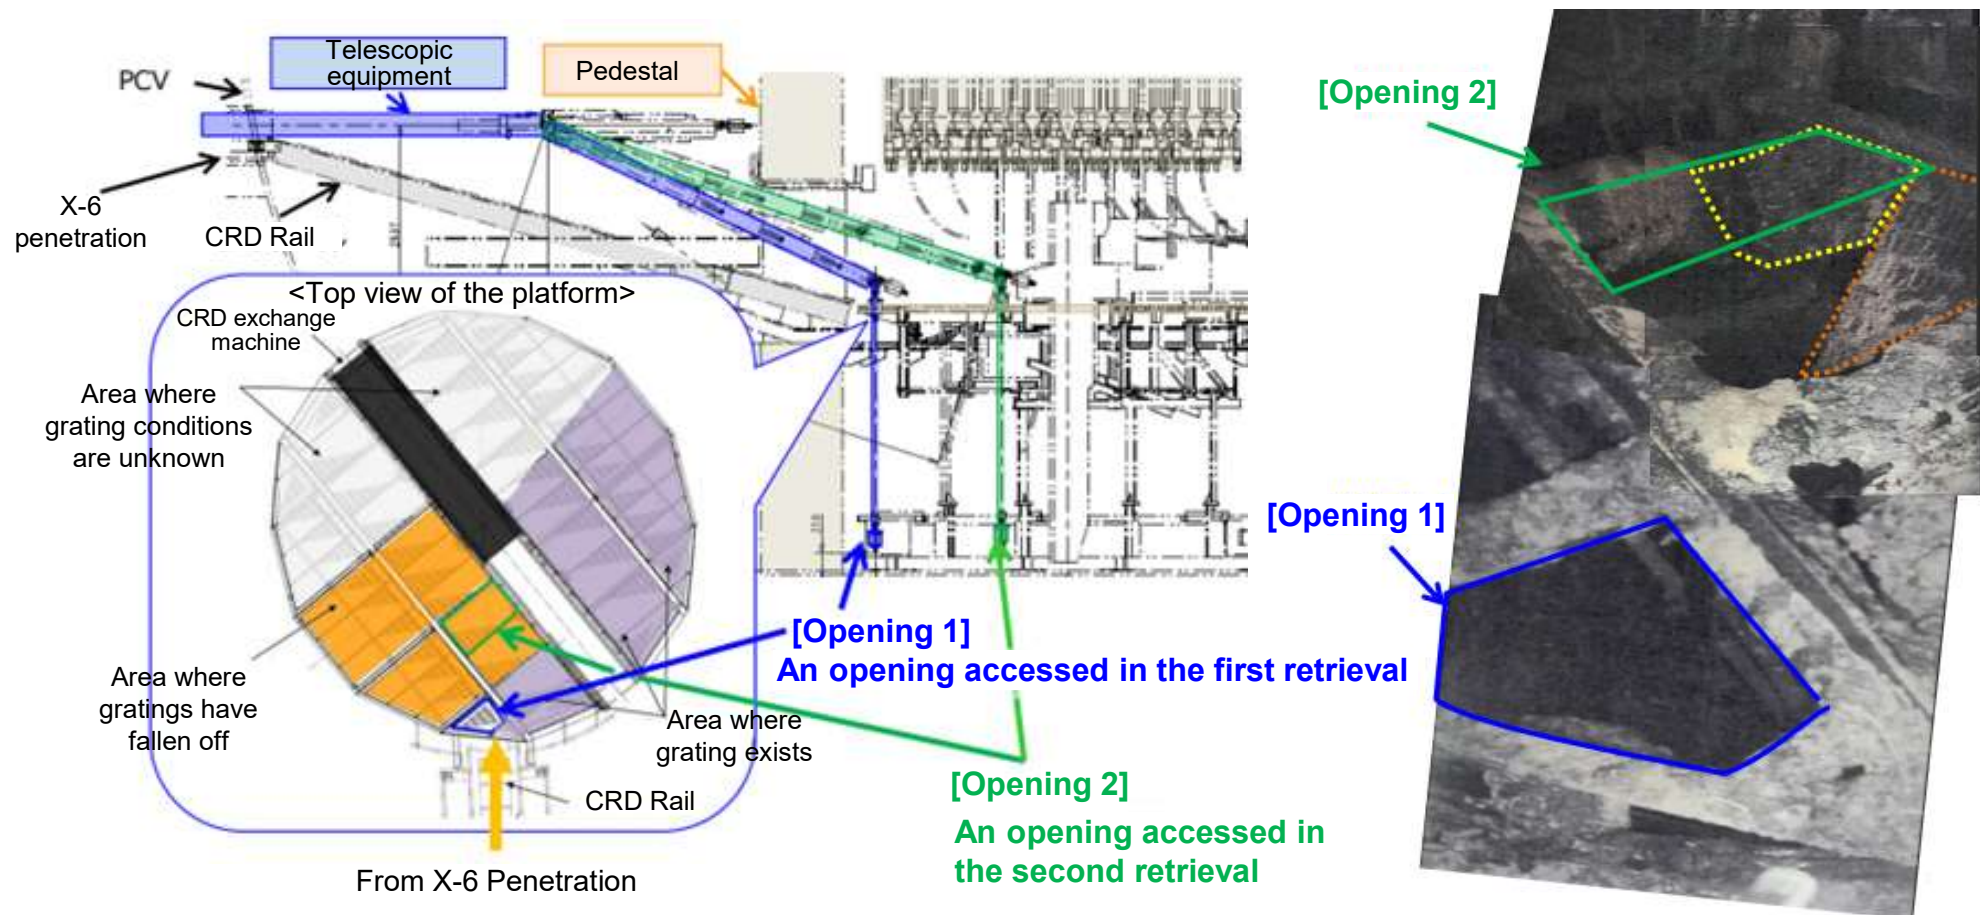 Telescopic
equipment
Pedestal
PCV
X-6
penetration
CRD Rail
<Top view of the platform>
CRD exchange
machine
Area where
grating conditions
are unknown
Area where
gratings have
fallen off
Area where
grating exists
CRD Rail
From X-6 Penetration
[Opening 1]
An opening accessed in the first retrieval
[Opening 2]
An opening accessed in
the second retrieval
[Opening 2]
[Opening 1]